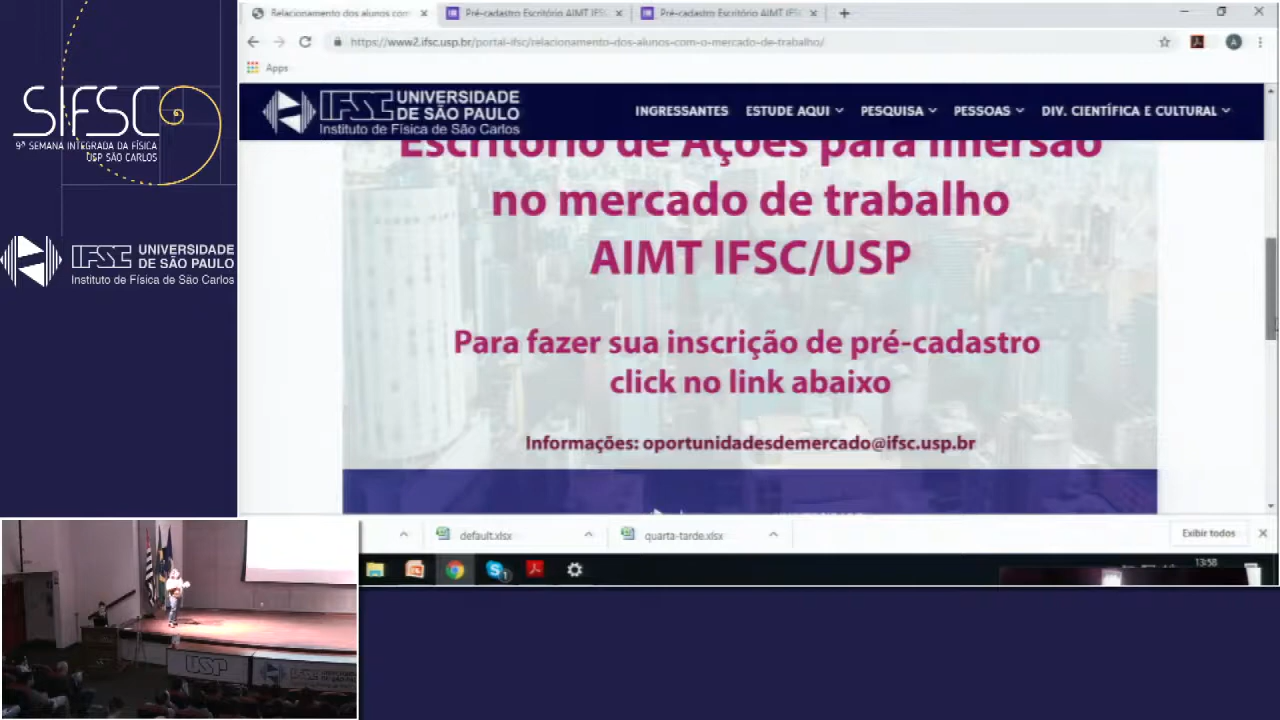 SIFSC
9ª SEMANA INTEGRADA DA FÍSICA
USP SÃO CARLOS
IFSC UNIVERSIDADE
DE SÃO PAULO
Instituto de Física de São Carlos
Relacionamento dos alunos com
Pré-cadastro Escritório AIMT IFSC
Pré-cadastro Escritório AIMT IFSC
https://www2.ifsc.usp.br/portal-ifsc/relacionamento-dos-alunos-com-o-mercado-de-trabalho/
Apps
IFSC UNIVERSIDADE
DE SÃO PAULO
Instituto de Física de São Carlos
INGRESSANTES ESTUDE AQUI PESQUISA PESSOAS DIV. CIENTÍFICA E CULTURAL
Escritório de Ações para imersão
no mercado de trabalho
AIMT IFSC/USP
Para fazer sua inscrição de pré-cadastro
click no link abaixo
Informações: oportunidadesdemercado@ifsc.usp.br
default.xlsx
quarta-tarde.xlsx
Exibir todos
13:58
USP